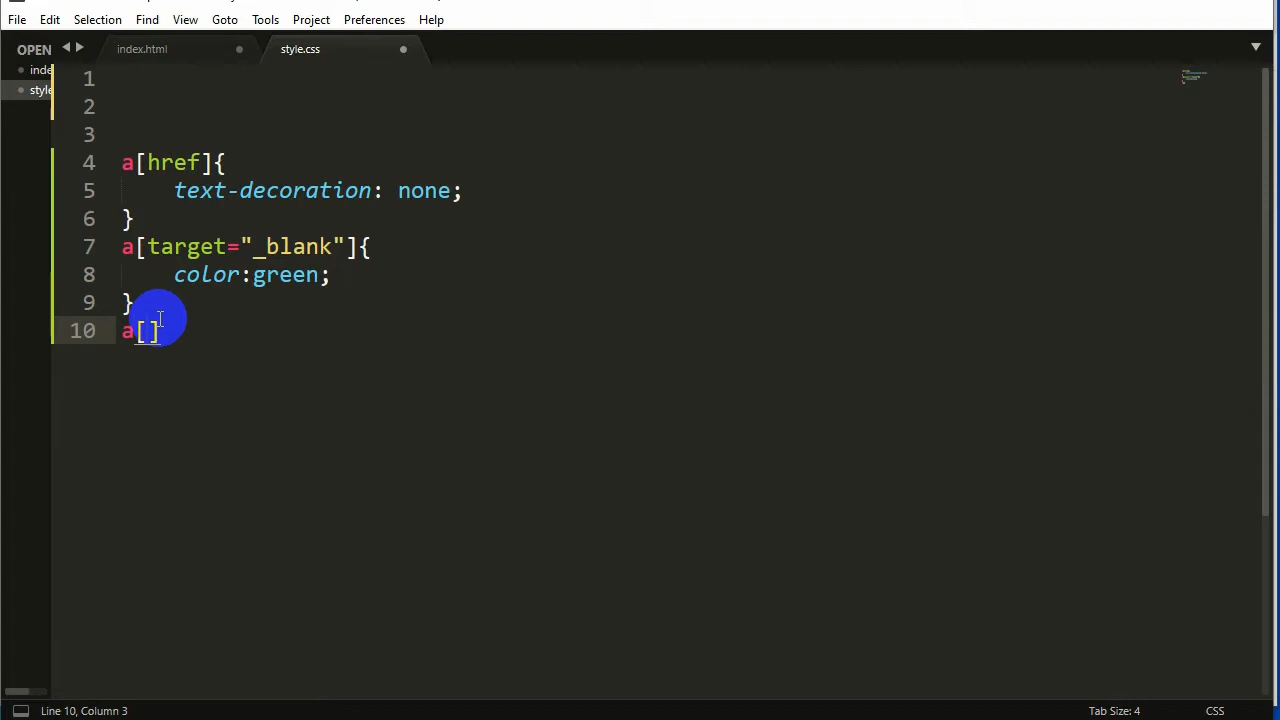 File Edit Selection Find View Goto Tools Project Preferences Help
OPEN
index.html
style.css
inde
style
1
2
3
4 a[href]{
5 text-decoration: none;
6 }
7 a[target="_blank"]{
8 color:green;
9 }
10 a[]
Line 10, Column 3
Tab Size: 4
CSS